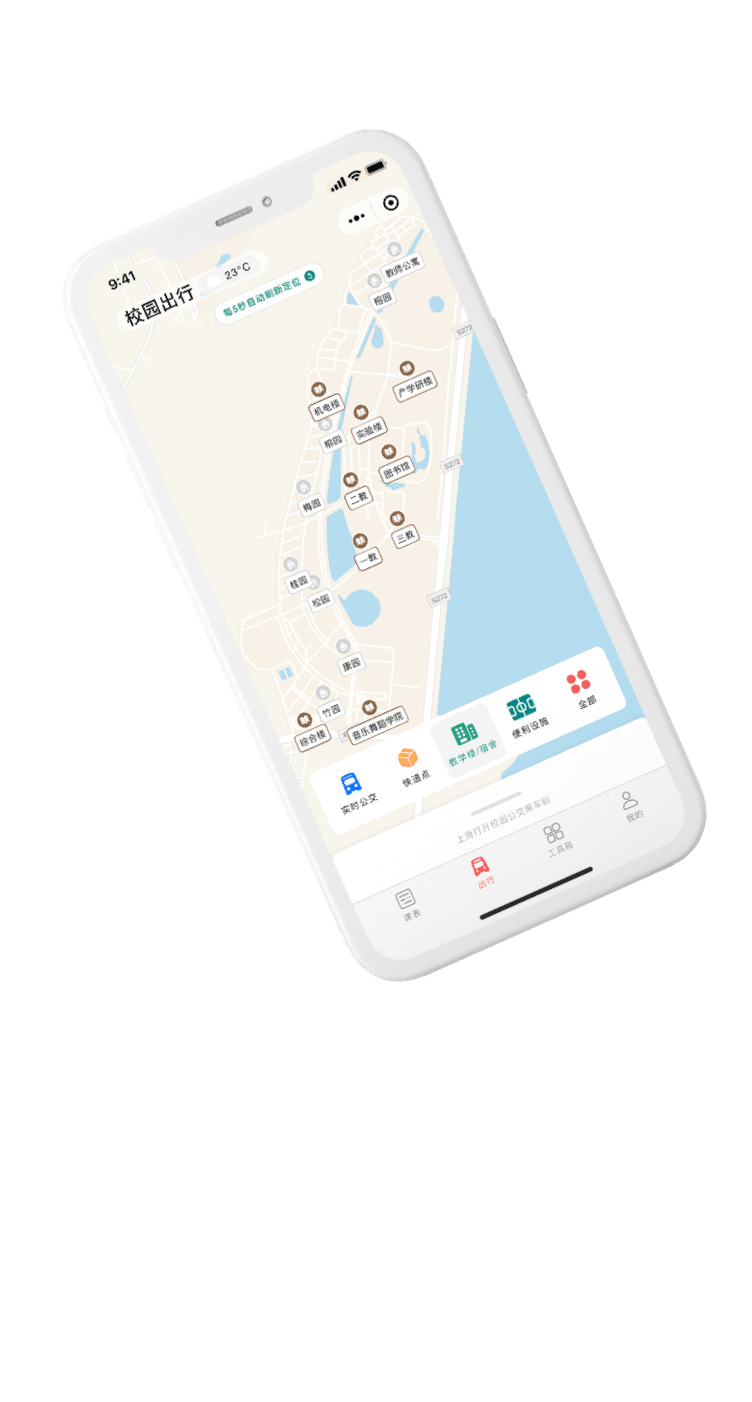 9:41
校园出行
23°C
每5秒自动刷新定位
教师公寓
榕园
S272
产学研楼
机电楼
实验楼
榕园
图书馆
S272
二教
梅园
三教
一教
桂园
松园
S272
康园
竹园
音乐舞蹈学院
综合楼
实时公交
快递点
教学楼/宿舍
便利设施
全部
上滑打开校园公交乘车码
课表
出行
工具箱
我的